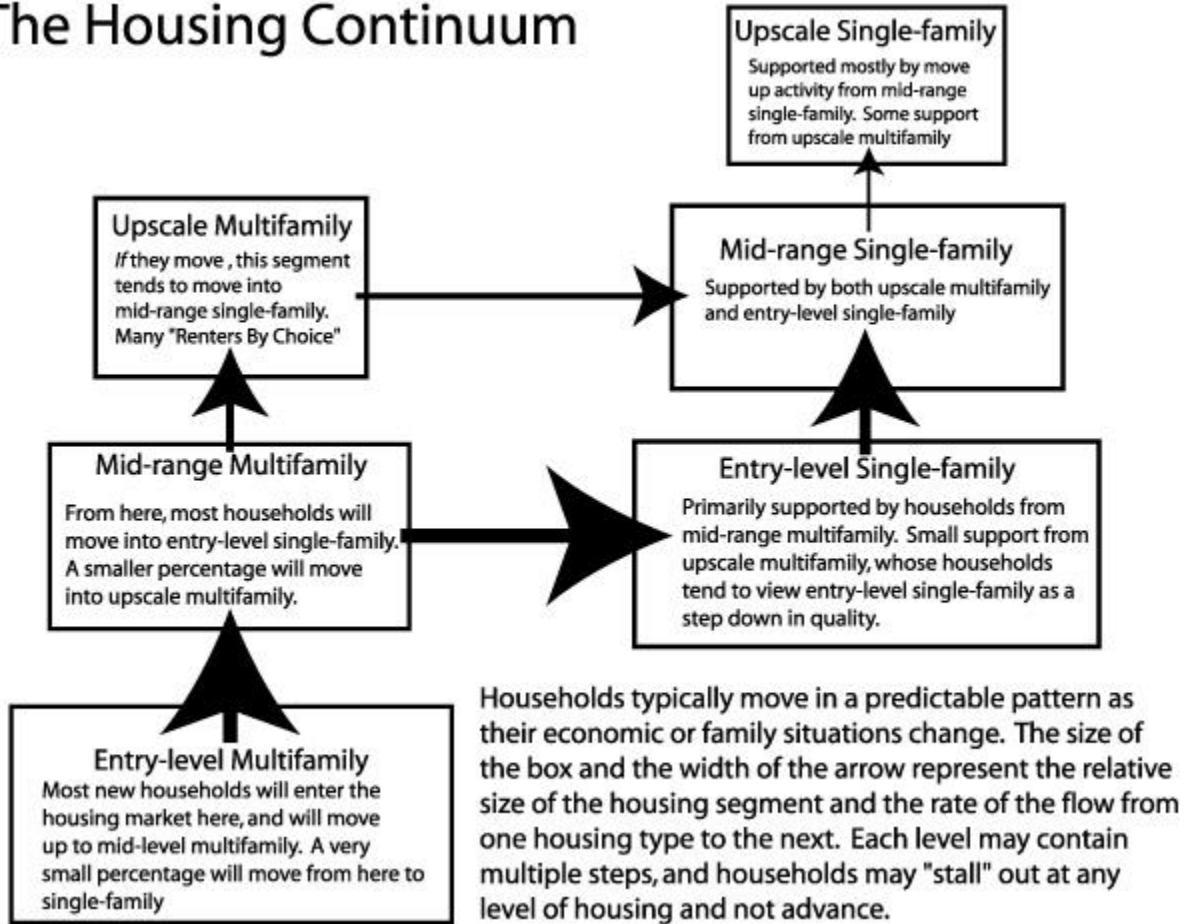 The Housing Continuum
Upscale Single-family
Supported mostly by move
up activity from mid-range
single-family. Some support
from upscale multifamily
Upscale Multifamily
If they move , this segment
tends to move into
mid-range single-family.
Many "Renters By Choice"
Mid-range Single-family
Supported by both upscale multifamily
and entry-level single-family
Mid-range Multifamily
From here, most households will
move into entry-level single-family.
A smaller percentage will move
into upscale multifamily.
Entry-level Single-family
Primarily supported by households from
mid-range multifamily. Small support from
upscale multifamily, whose households
tend to view entry-level single-family as a
step down in quality.
Entry-level Multifamily
Most new households will enter the
housing market here, and will move
up to mid-level multifamily. A very
small percentage will move from here to
single-family
Households typically move in a predictable pattern as
their economic or family situations change. The size of
the box and the width of the arrow represent the relative
size of the housing segment and the rate of the flow from
one housing type to the next. Each level may contain
multiple steps, and households may "stall" out at any
level of housing and not advance.